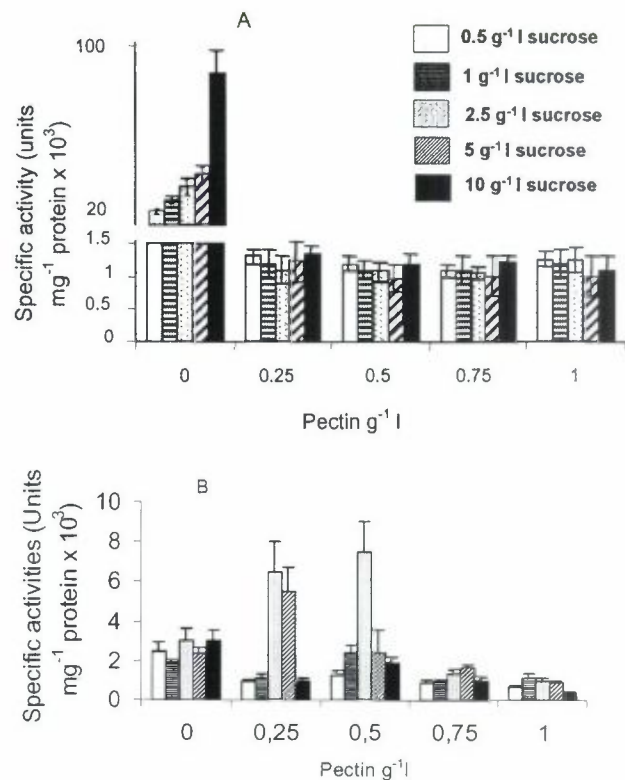 A
0.5 g⁻¹ l sucrose
1 g⁻¹ l sucrose
2.5 g⁻¹ l sucrose
5 g⁻¹ l sucrose
10 g⁻¹ l sucrose
Specific activity (units
mg⁻¹ protein x 10³)
100
20
1.5
1
0.5
0
0 0.25 0.5 0.75 1
Pectin g⁻¹ l
B
Specific activities (Units
mg⁻¹ protein x 10³)
10
8
6
4
2
0
0 0,25 0,5 0,75 1
Pectin g⁻¹l